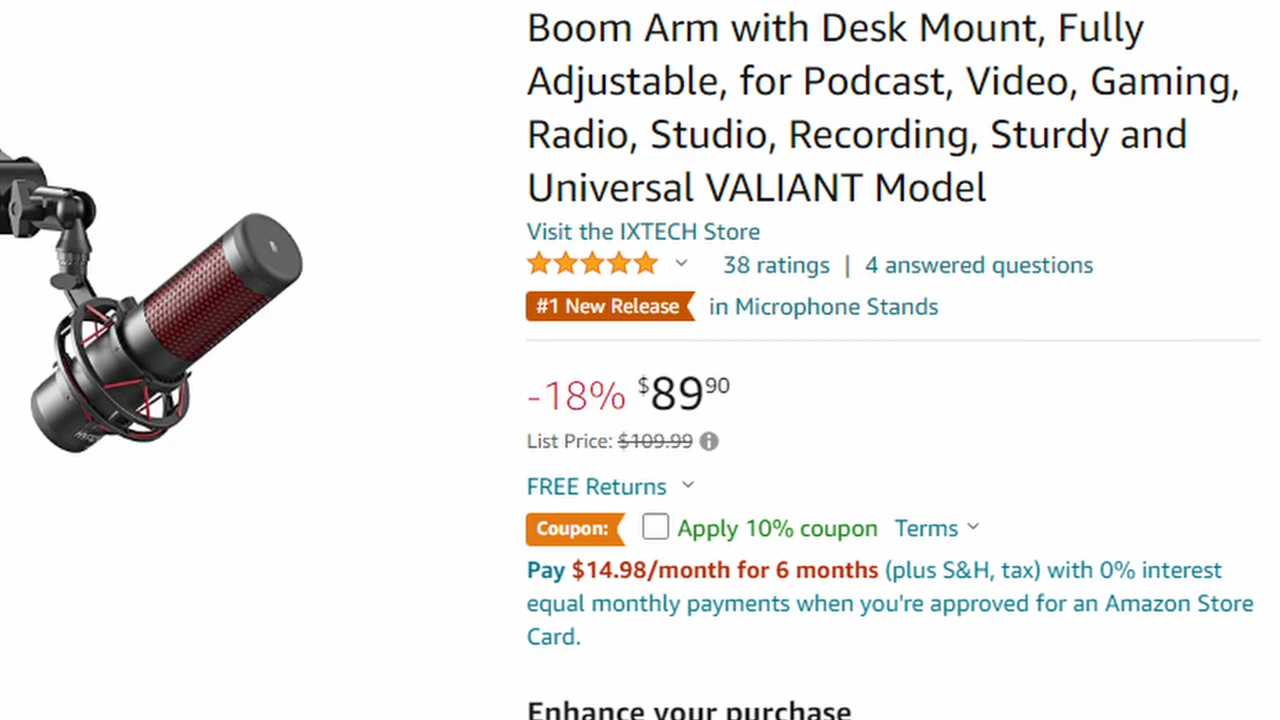 Boom Arm with Desk Mount, Fully
Adjustable, for Podcast, Video, Gaming,
Radio, Studio, Recording, Sturdy and
Universal VALIANT Model
Visit the IXTECH Store
38 ratings | 4 answered questions
#1 New Release in Microphone Stands
-18% $89.90
List Price: $109.99
FREE Returns
Coupon: Apply 10% coupon Terms
Pay $14.98/month for 6 months (plus S&H, tax) with 0% interest
equal monthly payments when you're approved for an Amazon Store
Card.
Enhance your purchase